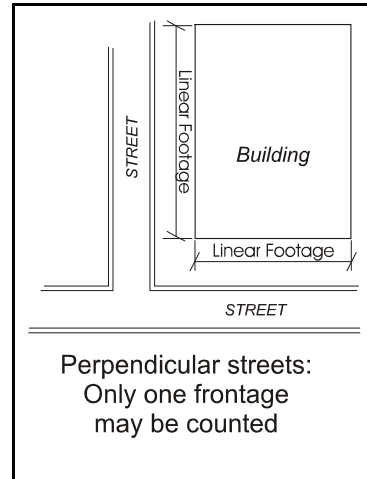 STREET
Linear Footage
Building
Linear Footage
STREET
Perpendicular streets:
Only one frontage
may be counted